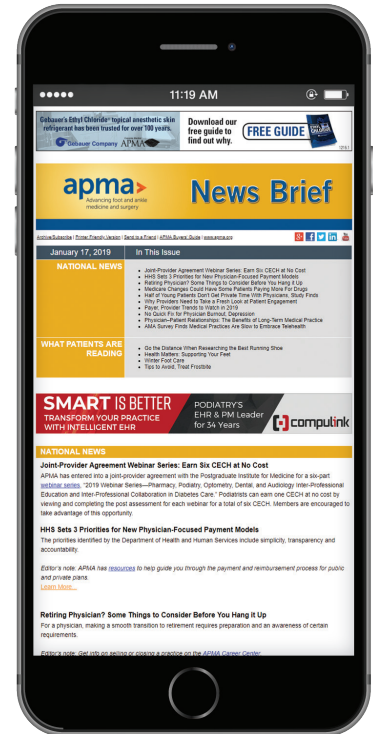 11:19 AM
Gebauer's Ethyl Chloride® topical anesthetic skin
refrigerant has been trusted for over 100 years.
Gebauer Company APMA
Download our
free guide to
find out why.
FREE GUIDE
apma
Advancing foot and ankle
medicine and surgery
News Brief
Archive/Subscribe | Printer Friendly Version | Send to a Friend | APMA Buyers' Guide | www.apma.org
January 17, 2019 In This Issue
NATIONAL NEWS
• Joint-Provider Agreement Webinar Series: Earn Six CECH at No Cost
• HHS Sets 3 Priorities for New Physician-Focused Payment Models
• Retiring Physician? Some Things to Consider Before You Hang it Up
• Medicare Changes Could Have Some Patients Paying More For Drugs
• Half of Young Patients Don't Get Private Time With Physicians, Study Finds
• Why Providers Need to Take a Fresh Look at Patient Engagement
• Payer, Provider Trends to Watch in 2019
• No Quick Fix for Physician Burnout, Depression
• Physician–Patient Relationships: The Benefits of Long-Term Medical Practice
• AMA Survey Finds Medical Practices Are Slow to Embrace Telehealth
WHAT PATIENTS ARE
READING
• Go the Distance When Researching the Best Running Shoe
• Health Matters: Supporting Your Feet
• Winter Foot Care
• Tips to Avoid, Treat Frostbite
SMART IS BETTER
TRANSFORM YOUR PRACTICE
WITH INTELLIGENT EHR
PODIATRY'S
EHR & PM Leader
for 34 Years
compulink
NATIONAL NEWS
Joint-Provider Agreement Webinar Series: Earn Six CECH at No Cost
APMA has entered into a joint-provider agreement with the Postgraduate Institute for Medicine for a six-part
webinar series, "2019 Webinar Series—Pharmacy, Podiatry, Optometry, Dental, and Audiology Inter-Professional
Education and Inter-Professional Collaboration in Diabetes Care." Podiatrists can earn one CECH at no cost by
viewing and completing the post assessment for each webinar for a total of six CECH. Members are encouraged to
take advantage of this opportunity.
HHS Sets 3 Priorities for New Physician-Focused Payment Models
The priorities identified by the Department of Health and Human Services include simplicity, transparency and
accountability.
Editor's note: APMA has resources to help guide you through the payment and reimbursement process for public
and private plans.
Learn More...
Retiring Physician? Some Things to Consider Before You Hang it Up
For a physician, making a smooth transition to retirement requires preparation and an awareness of certain
requirements.
Editor's note: Get info on selling or closing a practice on the APMA Career Center.